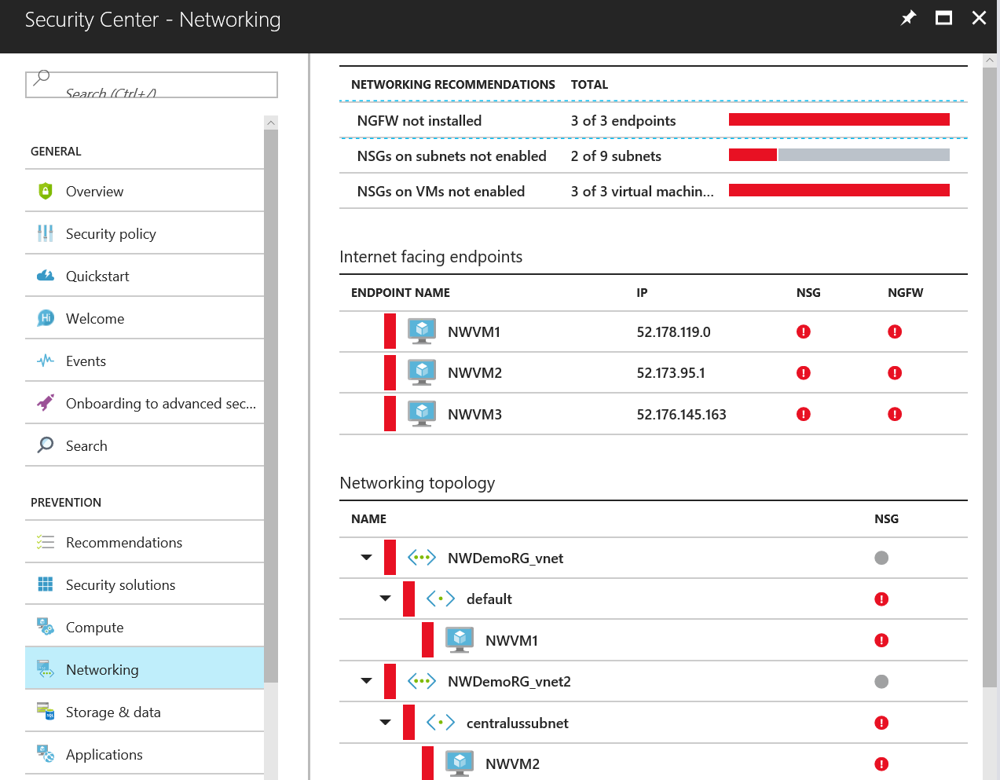 Security Center - Networking
Search (Ctrl+/)
GENERAL
Overview
Security policy
Quickstart
Hi
Welcome
Events
Onboarding to advanced sec...
Search
PREVENTION
Recommendations
Security solutions
Compute
Networking
SQL
Storage & data
Applications
NETWORKING RECOMMENDATIONS TOTAL
NGFW not installed 3 of 3 endpoints
NSGs on subnets not enabled 2 of 9 subnets
NSGs on VMs not enabled 3 of 3 virtual machin...
Internet facing endpoints
ENDPOINT NAME IP NSG NGFW
NWVM1 52.178.119.0 ! !
NWVM2 52.173.95.1 ! !
NWVM3 52.176.145.163 ! !
Networking topology
NAME NSG
NWDemoRG_vnet
default !
NWVM1 !
NWDemoRG_vnet2
centralussubnet !
NWVM2 !